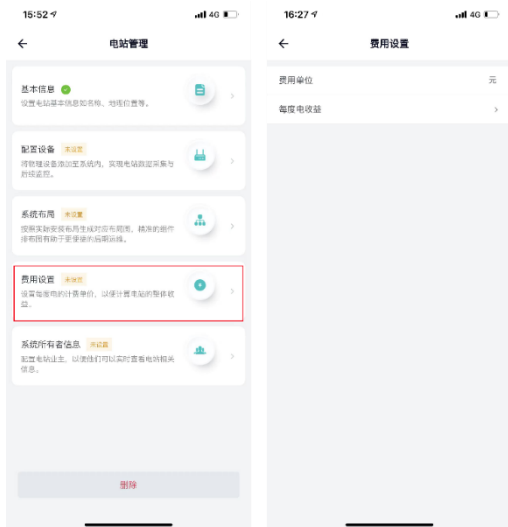 15:52
4G
电站管理
基本信息
设置电站基本信息如名称、地理位置等。
配置设备 未设置
将物理设备添加至系统内，实现电站数据采集与
后续监控。
系统布局 未设置
按照实际安装布局生成对应布局图，精准的组件
排布图有助于更便捷的后期运维。
费用设置 未设置
设置每度电的计费单价，以便计算电站的整体收
益。
系统所有者信息 未设置
配置电站业主，以便他们可以实时查看电站相关
信息。
删除
16:27
4G
费用设置
费用单位 元
每度电收益